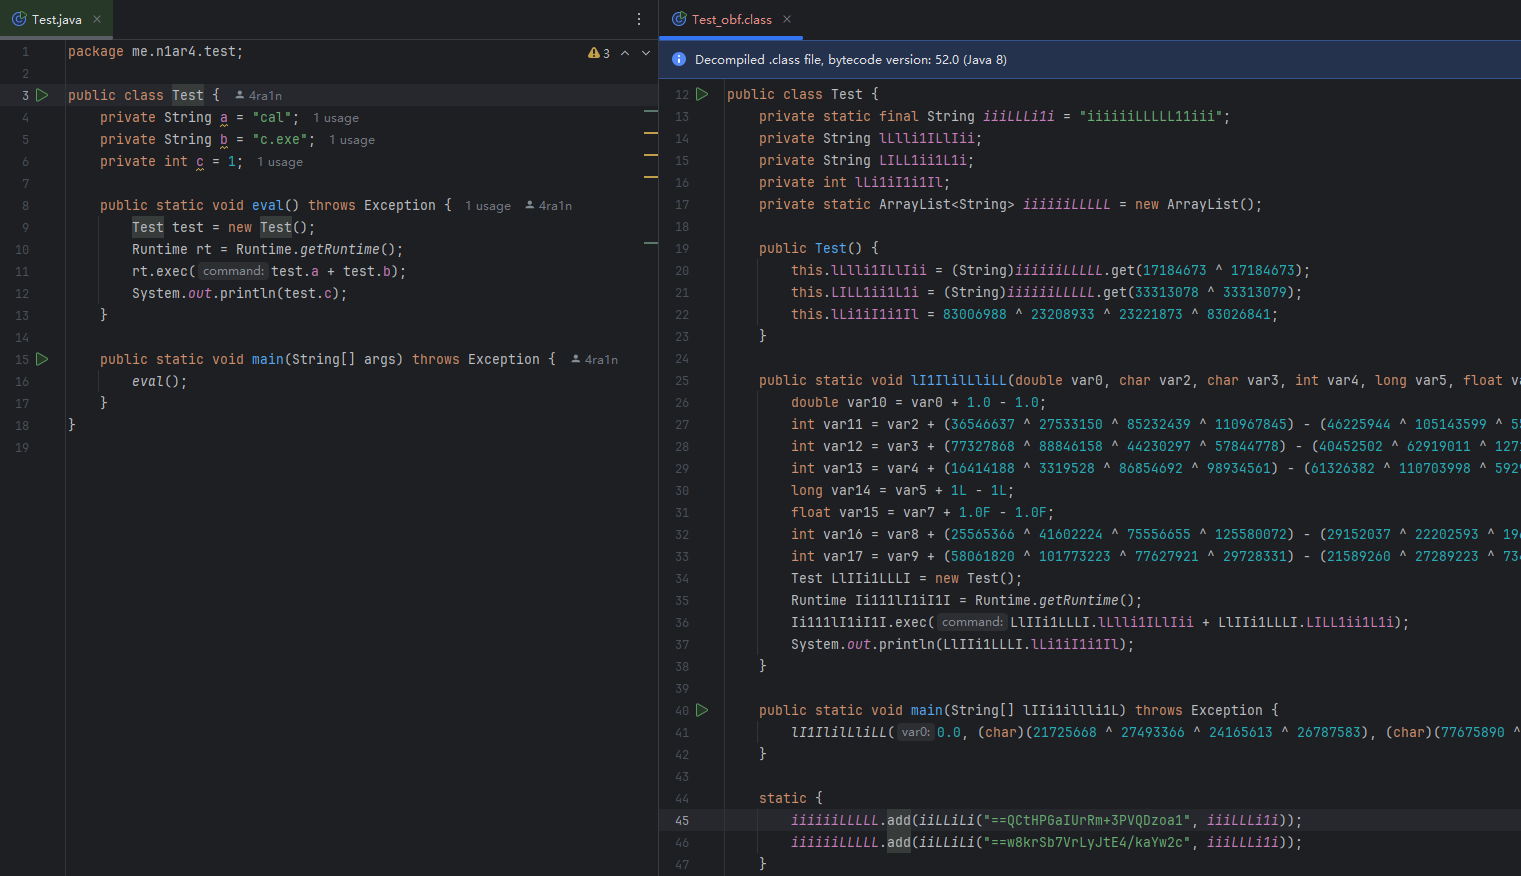 Test.java
1 package me.n1ar4.test;
3
2
3 public class Test { 4ra1n
4 private String a = "cal"; 1 usage
5 private String b = "c.exe"; 1 usage
6 private int c = 1; 1 usage
7
8 public static void eval() throws Exception { 1 usage 4ra1n
9 Test test = new Test();
10 Runtime rt = Runtime.getRuntime();
11 rt.exec( command: test.a + test.b);
12 System.out.println(test.c);
13 }
14
15 public static void main(String[] args) throws Exception { 4ra1n
16 eval();
17 }
18 }
19
Test_obf.class
Decompiled .class file, bytecode version: 52.0 (Java 8)
12 public class Test {
13 private static final String iiiLLLi1i = "iiiiiiLLLLL11iii";
14 private String lLlli1ILlIii;
15 private String LILL1ii1L1i;
16 private int lLi1iI1i1Il;
17 private static ArrayList<String> iiiiiiLLLLL = new ArrayList();
18
19 public Test() {
20 this.lLlli1ILlIii = (String)iiiiiiLLLLL.get(17184673 ^ 17184673);
21 this.LILL1ii1L1i = (String)iiiiiiLLLLL.get(33313078 ^ 33313079);
22 this.lLi1iI1i1Il = 83006988 ^ 23208933 ^ 23221873 ^ 83026841;
23 }
24
25 public static void lI1IlilLliLL(double var0, char var2, char var3, int var4, long var5, float va
26 double var10 = var0 + 1.0 - 1.0;
27 int var11 = var2 + (36546637 ^ 27533150 ^ 85232439 ^ 110967845) - (46225944 ^ 105143599 ^ 5
28 int var12 = var3 + (77327868 ^ 88846158 ^ 44230297 ^ 57844778) - (40452502 ^ 62919011 ^ 127
29 int var13 = var4 + (16414188 ^ 3319528 ^ 86854692 ^ 98934561) - (61326382 ^ 110703998 ^ 592
30 long var14 = var5 + 1L - 1L;
31 float var15 = var7 + 1.0F - 1.0F;
32 int var16 = var8 + (25565366 ^ 41602224 ^ 75556655 ^ 125580072) - (29152037 ^ 22202593 ^ 19
33 int var17 = var9 + (58061820 ^ 101773223 ^ 77627921 ^ 29728331) - (21589260 ^ 27289223 ^ 73
34 Test LlIIi1LLLI = new Test();
35 Runtime Ii111lI1iI1I = Runtime.getRuntime();
36 Ii111lI1iI1I.exec( command: LlIIi1LLLI.lLlli1ILlIii + LlIIi1LLLI.LILL1ii1L1i);
37 System.out.println(LlIIi1LLLI.lLi1iI1i1Il);
38 }
39
40 public static void main(String[] lIIi1illli1L) throws Exception {
41 lI1IlilLliLL( var0: 0.0, (char)(21725668 ^ 27493366 ^ 24165613 ^ 26787583), (char)(77675890 ^
42 }
43
44 static {
45 iiiiiiLLLLL.add(iiLLiLi("==QCtHPGaIUrRm+3PVQDzoa1", iiiLLLi1i));
46 iiiiiiLLLLL.add(iiLLiLi("==w8krSb7VrLyJtE4/kaYw2c", iiiLLLi1i));
47 }